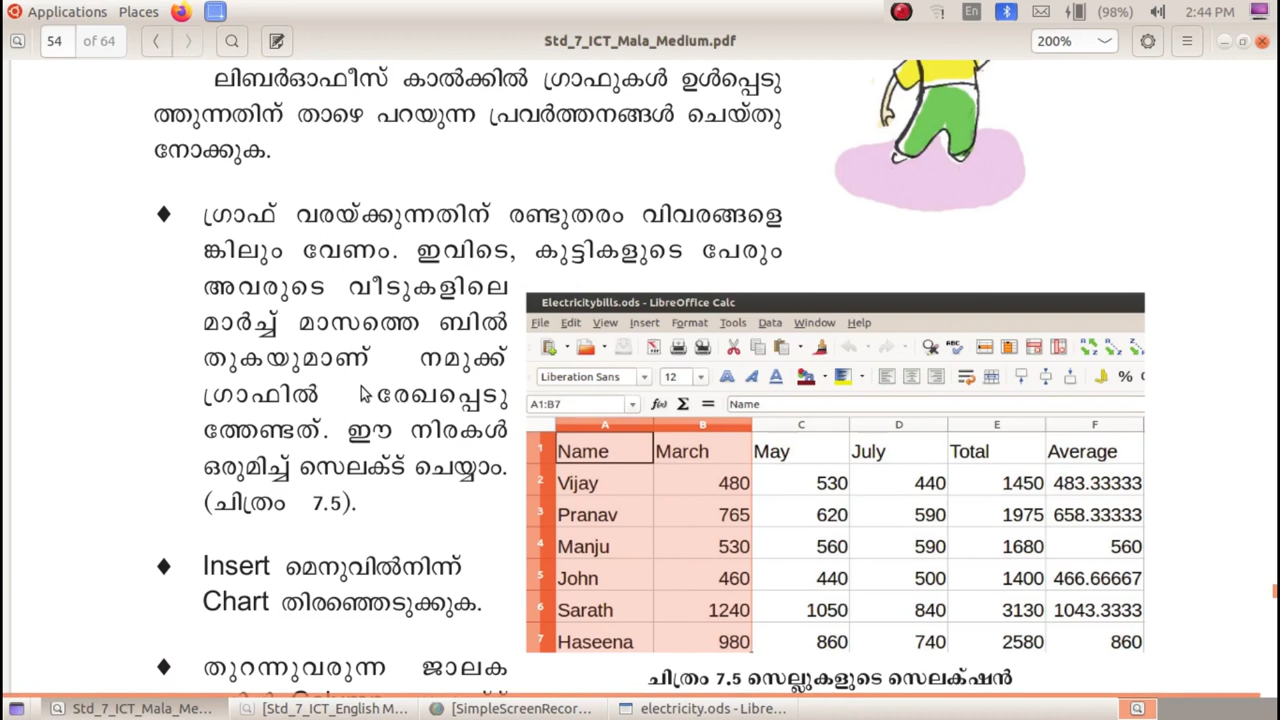 Applications Places En (98%) 2:44 PM
54 of 64 Std_7_ICT_Mala_Medium.pdf 200%
ലിബർഓഫീസ് കാൽക്കിൽ ഗ്രാഫുകൾ ഉൾപ്പെടു
ത്തുന്നതിന് താഴെ പറയുന്ന പ്രവർത്തനങ്ങൾ ചെയ്തു
നോക്കുക.
♦ ഗ്രാഫ് വരയ്ക്കുന്നതിന് രണ്ടുതരം വിവരങ്ങളെ
ങ്കിലും വേണം. ഇവിടെ, കുട്ടികളുടെ പേരും
അവരുടെ വീടുകളിലെ
മാർച്ച് മാസത്തെ ബിൽ
തുകയുമാണ് നമുക്ക്
ഗ്രാഫിൽ രേഖപ്പെടു
ത്തേണ്ടത്. ഈ നിരകൾ
ഒരുമിച്ച് സെലക്ട് ചെയ്യാം.
(ചിത്രം 7.5).
♦ Insert മെനുവിൽനിന്ന്
Chart തിരഞ്ഞെടുക്കുക.
♦ തുറന്നുവരുന്ന ജാലക
Electricitybills.ods - LibreOffice Calc
File Edit View Insert Format Tools Data Window Help
Liberation Sans 12 A A A %
A1:B7 f(x) Σ = Name
A B C D E F
1 Name March May July Total Average
2 Vijay 480 530 440 1450 483.33333
3 Pranav 765 620 590 1975 658.33333
4 Manju 530 560 590 1680 560
5 John 460 440 500 1400 466.66667
6 Sarath 1240 1050 840 3130 1043.3333
7 Haseena 980 860 740 2580 860
ചിത്രം 7.5 സെല്ലുകളുടെ സെലക്ഷൻ
Std_7_ICT_Mala_Me... [Std_7_ICT_English M... [SimpleScreenRecor... electricity.ods - Libre...